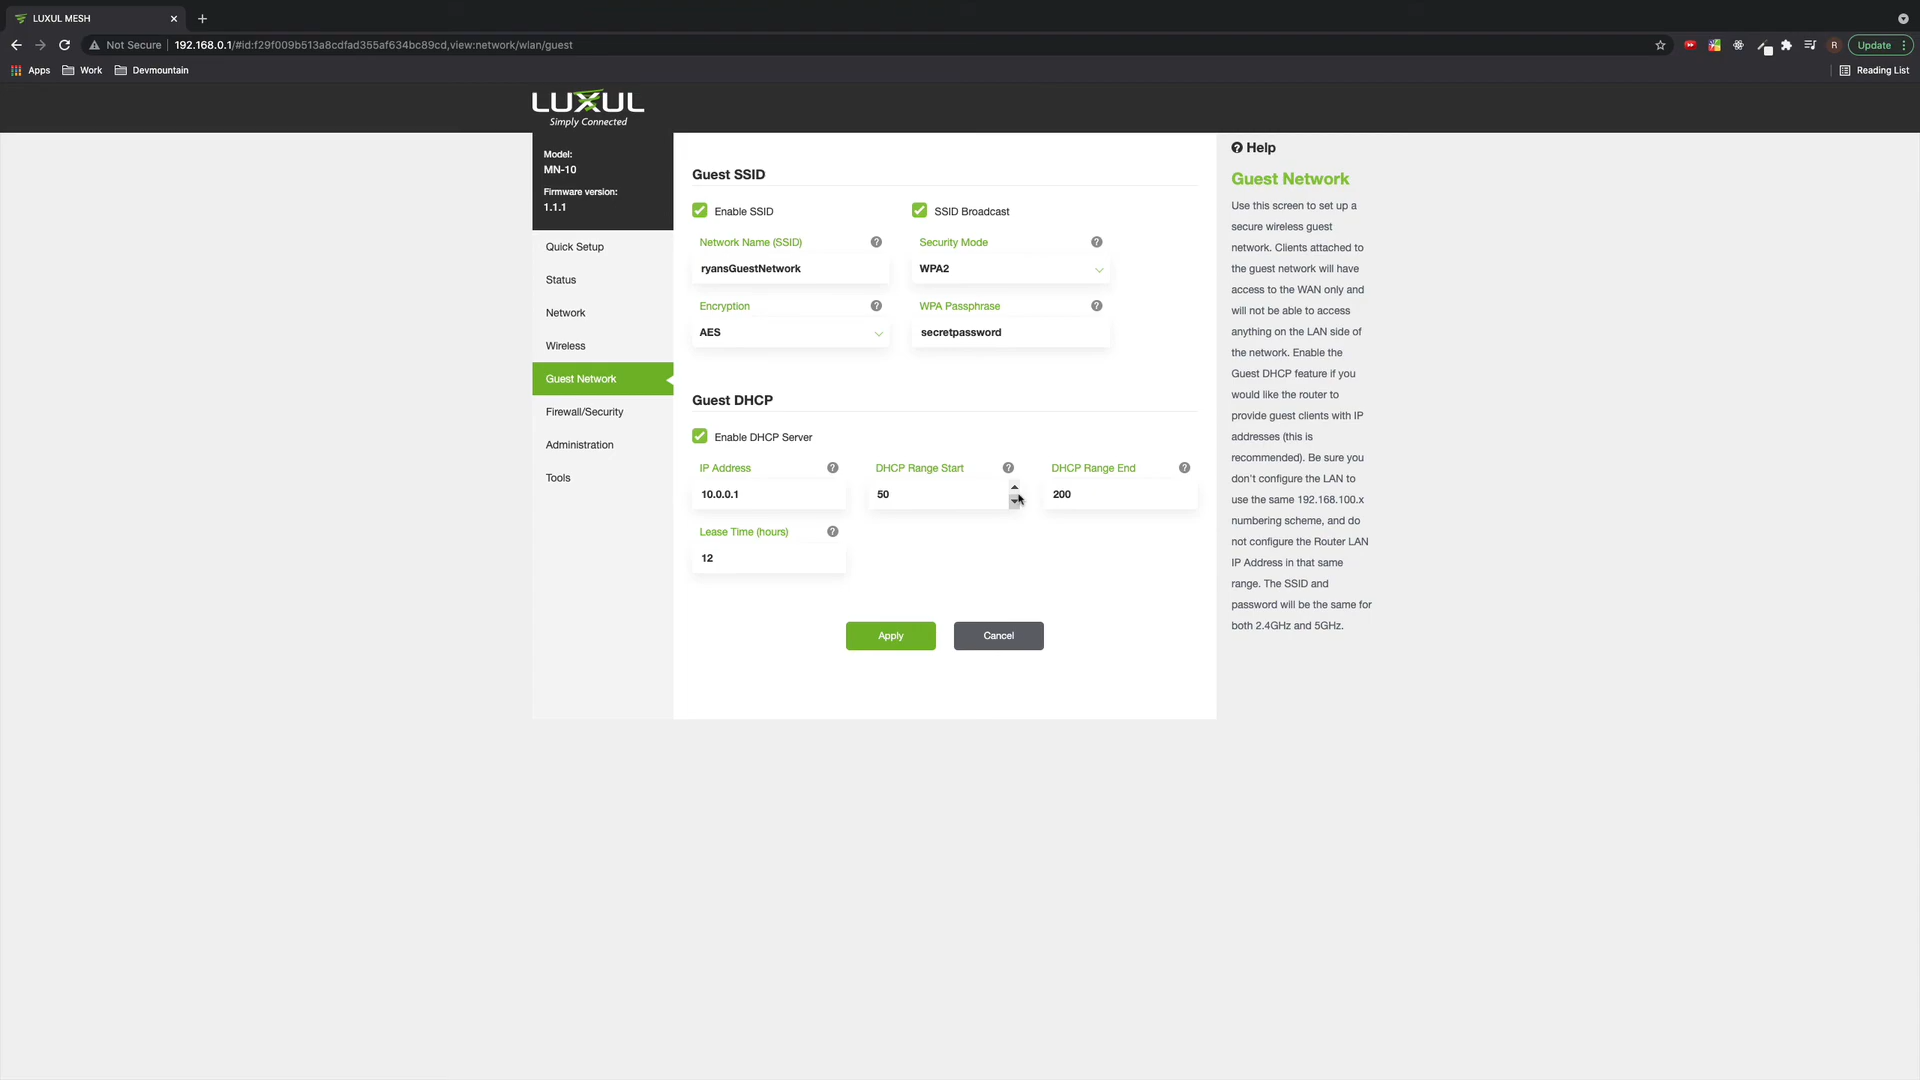 LUXUL MESH
Not Secure 192.168.0.1/#id:f29f009b513a8cdfad355af634bc89cd,view:network/wlan/guest
R
Update
Apps Work Devmountain
Reading List
LUXUL
Simply Connected
Model:
MN-10
Firmware version:
1.1.1
Quick Setup
Status
Network
Wireless
Guest Network
Firewall/Security
Administration
Tools
Guest SSID
Enable SSID SSID Broadcast
Network Name (SSID) ? Security Mode ?
ryansGuestNetwork WPA2
Encryption ? WPA Passphrase ?
AES secretpassword
Guest DHCP
Enable DHCP Server
IP Address ? DHCP Range Start ? DHCP Range End ?
10.0.0.1 50 200
Lease Time (hours) ?
12
Apply Cancel
? Help
Guest Network
Use this screen to set up a
secure wireless guest
network. Clients attached to
the guest network will have
access to the WAN only and
will not be able to access
anything on the LAN side of
the network. Enable the
Guest DHCP feature if you
would like the router to
provide guest clients with IP
addresses (this is
recommended). Be sure you
don't configure the LAN to
use the same 192.168.100.x
numbering scheme, and do
not configure the Router LAN
IP Address in that same
range. The SSID and
password will be the same for
both 2.4GHz and 5GHz.